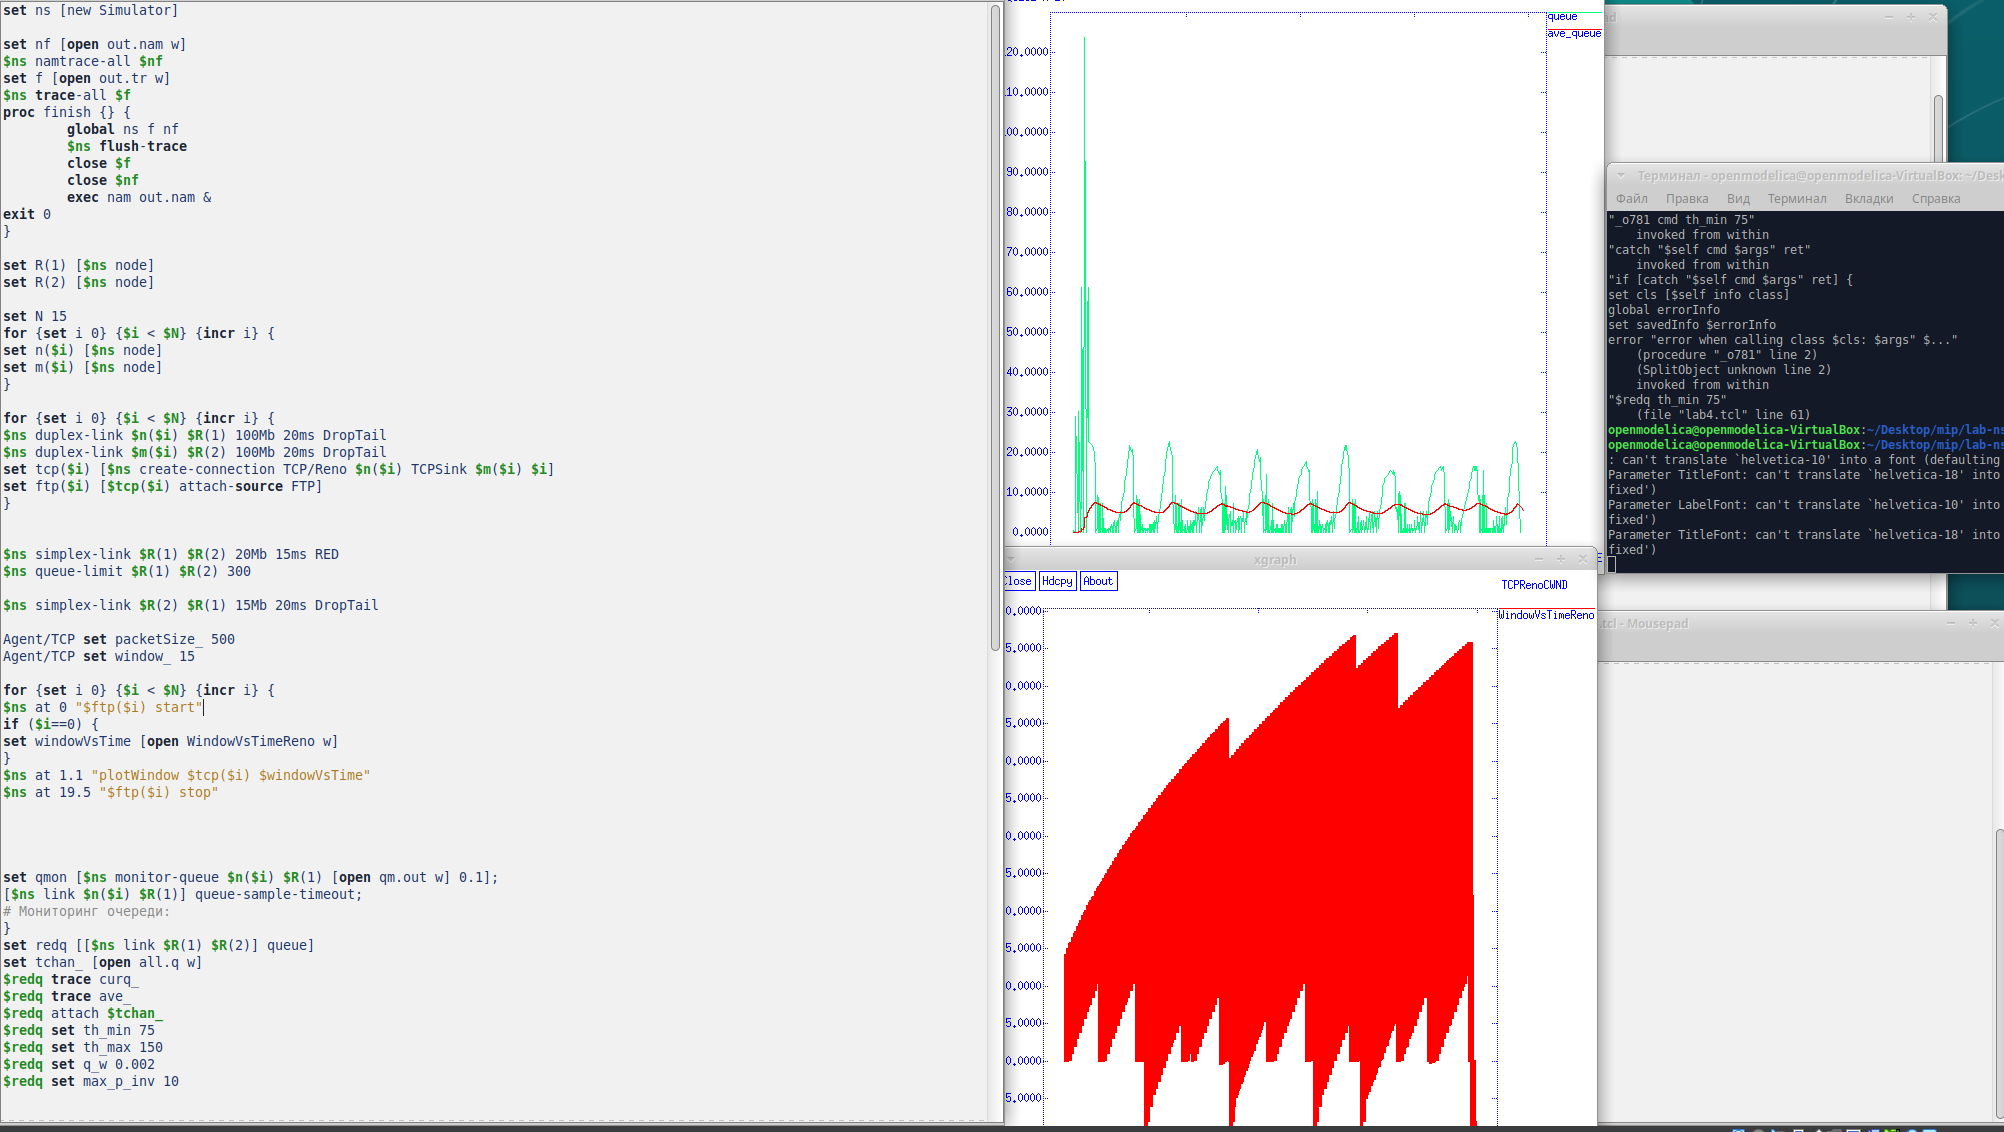 set ns [new Simulator]
set nf [open out.nam w]
$ns namtrace-all $nf
set f [open out.tr w]
$ns trace-all $f
proc finish {} {
        global ns f nf
        $ns flush-trace
        close $f
        close $nf
        exec nam out.nam &
exit 0
}
set R(1) [$ns node]
set R(2) [$ns node]
set N 15
for {set i 0} {$i < $N} {incr i} {
set n($i) [$ns node]
set m($i) [$ns node]
}
for {set i 0} {$i < $N} {incr i} {
$ns duplex-link $n($i) $R(1) 100Mb 20ms DropTail
$ns duplex-link $m($i) $R(2) 100Mb 20ms DropTail
set tcp($i) [$ns create-connection TCP/Reno $n($i) TCPSink $m($i) $i]
set ftp($i) [$tcp($i) attach-source FTP]
}
$ns simplex-link $R(1) $R(2) 20Mb 15ms RED
$ns queue-limit $R(1) $R(2) 300
$ns simplex-link $R(2) $R(1) 15Mb 20ms DropTail
Agent/TCP set packetSize_ 500
Agent/TCP set window_ 15
for {set i 0} {$i < $N} {incr i} {
$ns at 0 "$ftp($i) start"
if ($i==0) {
set windowVsTime [open WindowVsTimeReno w]
}
$ns at 1.1 "plotWindow $tcp($i) $windowVsTime"
$ns at 19.5 "$ftp($i) stop"
set qmon [$ns monitor-queue $n($i) $R(1) [open qm.out w] 0.1];
[$ns link $n($i) $R(1)] queue-sample-timeout;
# Мониторинг очереди:
}
set redq [[$ns link $R(1) $R(2)] queue]
set tchan_ [open all.q w]
$redq trace curq_
$redq trace ave_
$redq attach $tchan_
$redq set th_min 75
$redq set th_max 150
$redq set q_w 0.002
$redq set max_p_inv 10
queue
ave_queue
20.0000
10.0000
00.0000
90.0000
80.0000
70.0000
60.0000
50.0000
40.0000
30.0000
20.0000
10.0000
0.0000
xgraph
Close Hdcpy About
TCPRenoCWND
WindowVsTimeReno
0.0000
5.0000
0.0000
5.0000
0.0000
5.0000
0.0000
5.0000
0.0000
5.0000
0.0000
5.0000
0.0000
5.0000
Терминал - openmodelica@openmodelica-VirtualBox: ~/Desk
Файл Правка Вид Терминал Вкладки Справка
"_o781 cmd th_min 75"
    invoked from within
"catch "$self cmd $args" ret"
    invoked from within
"if [catch "$self cmd $args" ret] {
set cls [$self info class]
global errorInfo
set savedInfo $errorInfo
error "error when calling class $cls: $args" $..."
    (procedure "_o781" line 2)
    (SplitObject unknown line 2)
    invoked from within
"$redq th_min 75"
    (file "lab4.tcl" line 61)
openmodelica@openmodelica-VirtualBox:~/Desktop/mip/lab-ns
openmodelica@openmodelica-VirtualBox:~/Desktop/mip/lab-ns
: can't translate `helvetica-10' into a font (defaulting
Parameter TitleFont: can't translate `helvetica-18' into
fixed')
Parameter LabelFont: can't translate `helvetica-10' into
fixed')
Parameter TitleFont: can't translate `helvetica-18' into
fixed')
.tcl - Mousepad